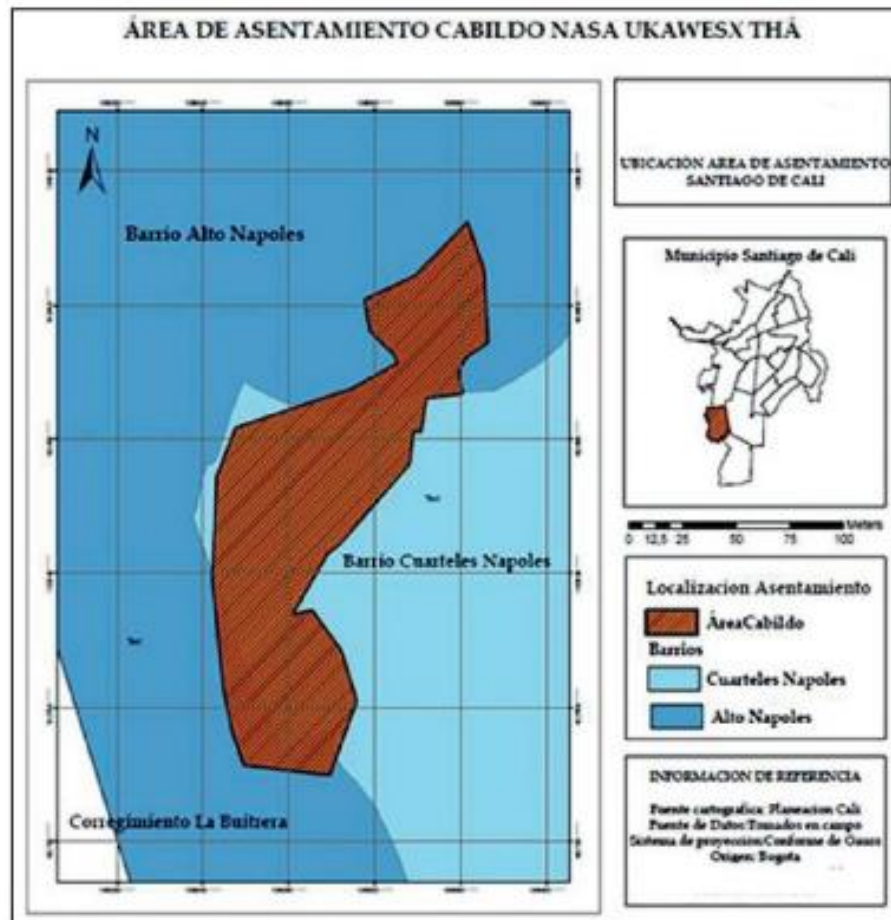 ÁREA DE ASENTAMIENTO CABILDO NASA UKAWESX THÁ
N
Barrio Alto Napoles
Barrio Cuarteles Napoles
Corregimiento La Buitrera
UBICACIÓN AREA DE ASENTAMIENTO
SANTIAGO DE CALI
Municipio Santiago de Cali
0 12,5 25 50 75 100 Meters
Localizacion Asentamiento
ÁreaCabildo
Barrios
Cuarteles Napoles
Alto Napoles
INFORMACION DE REFERENCIA
Fuente cartografica: Planeacion Cali
Fuente de Datos:Tomados en campo
Sistema de proyección:Conforme de Gauss
Origen: Bogota